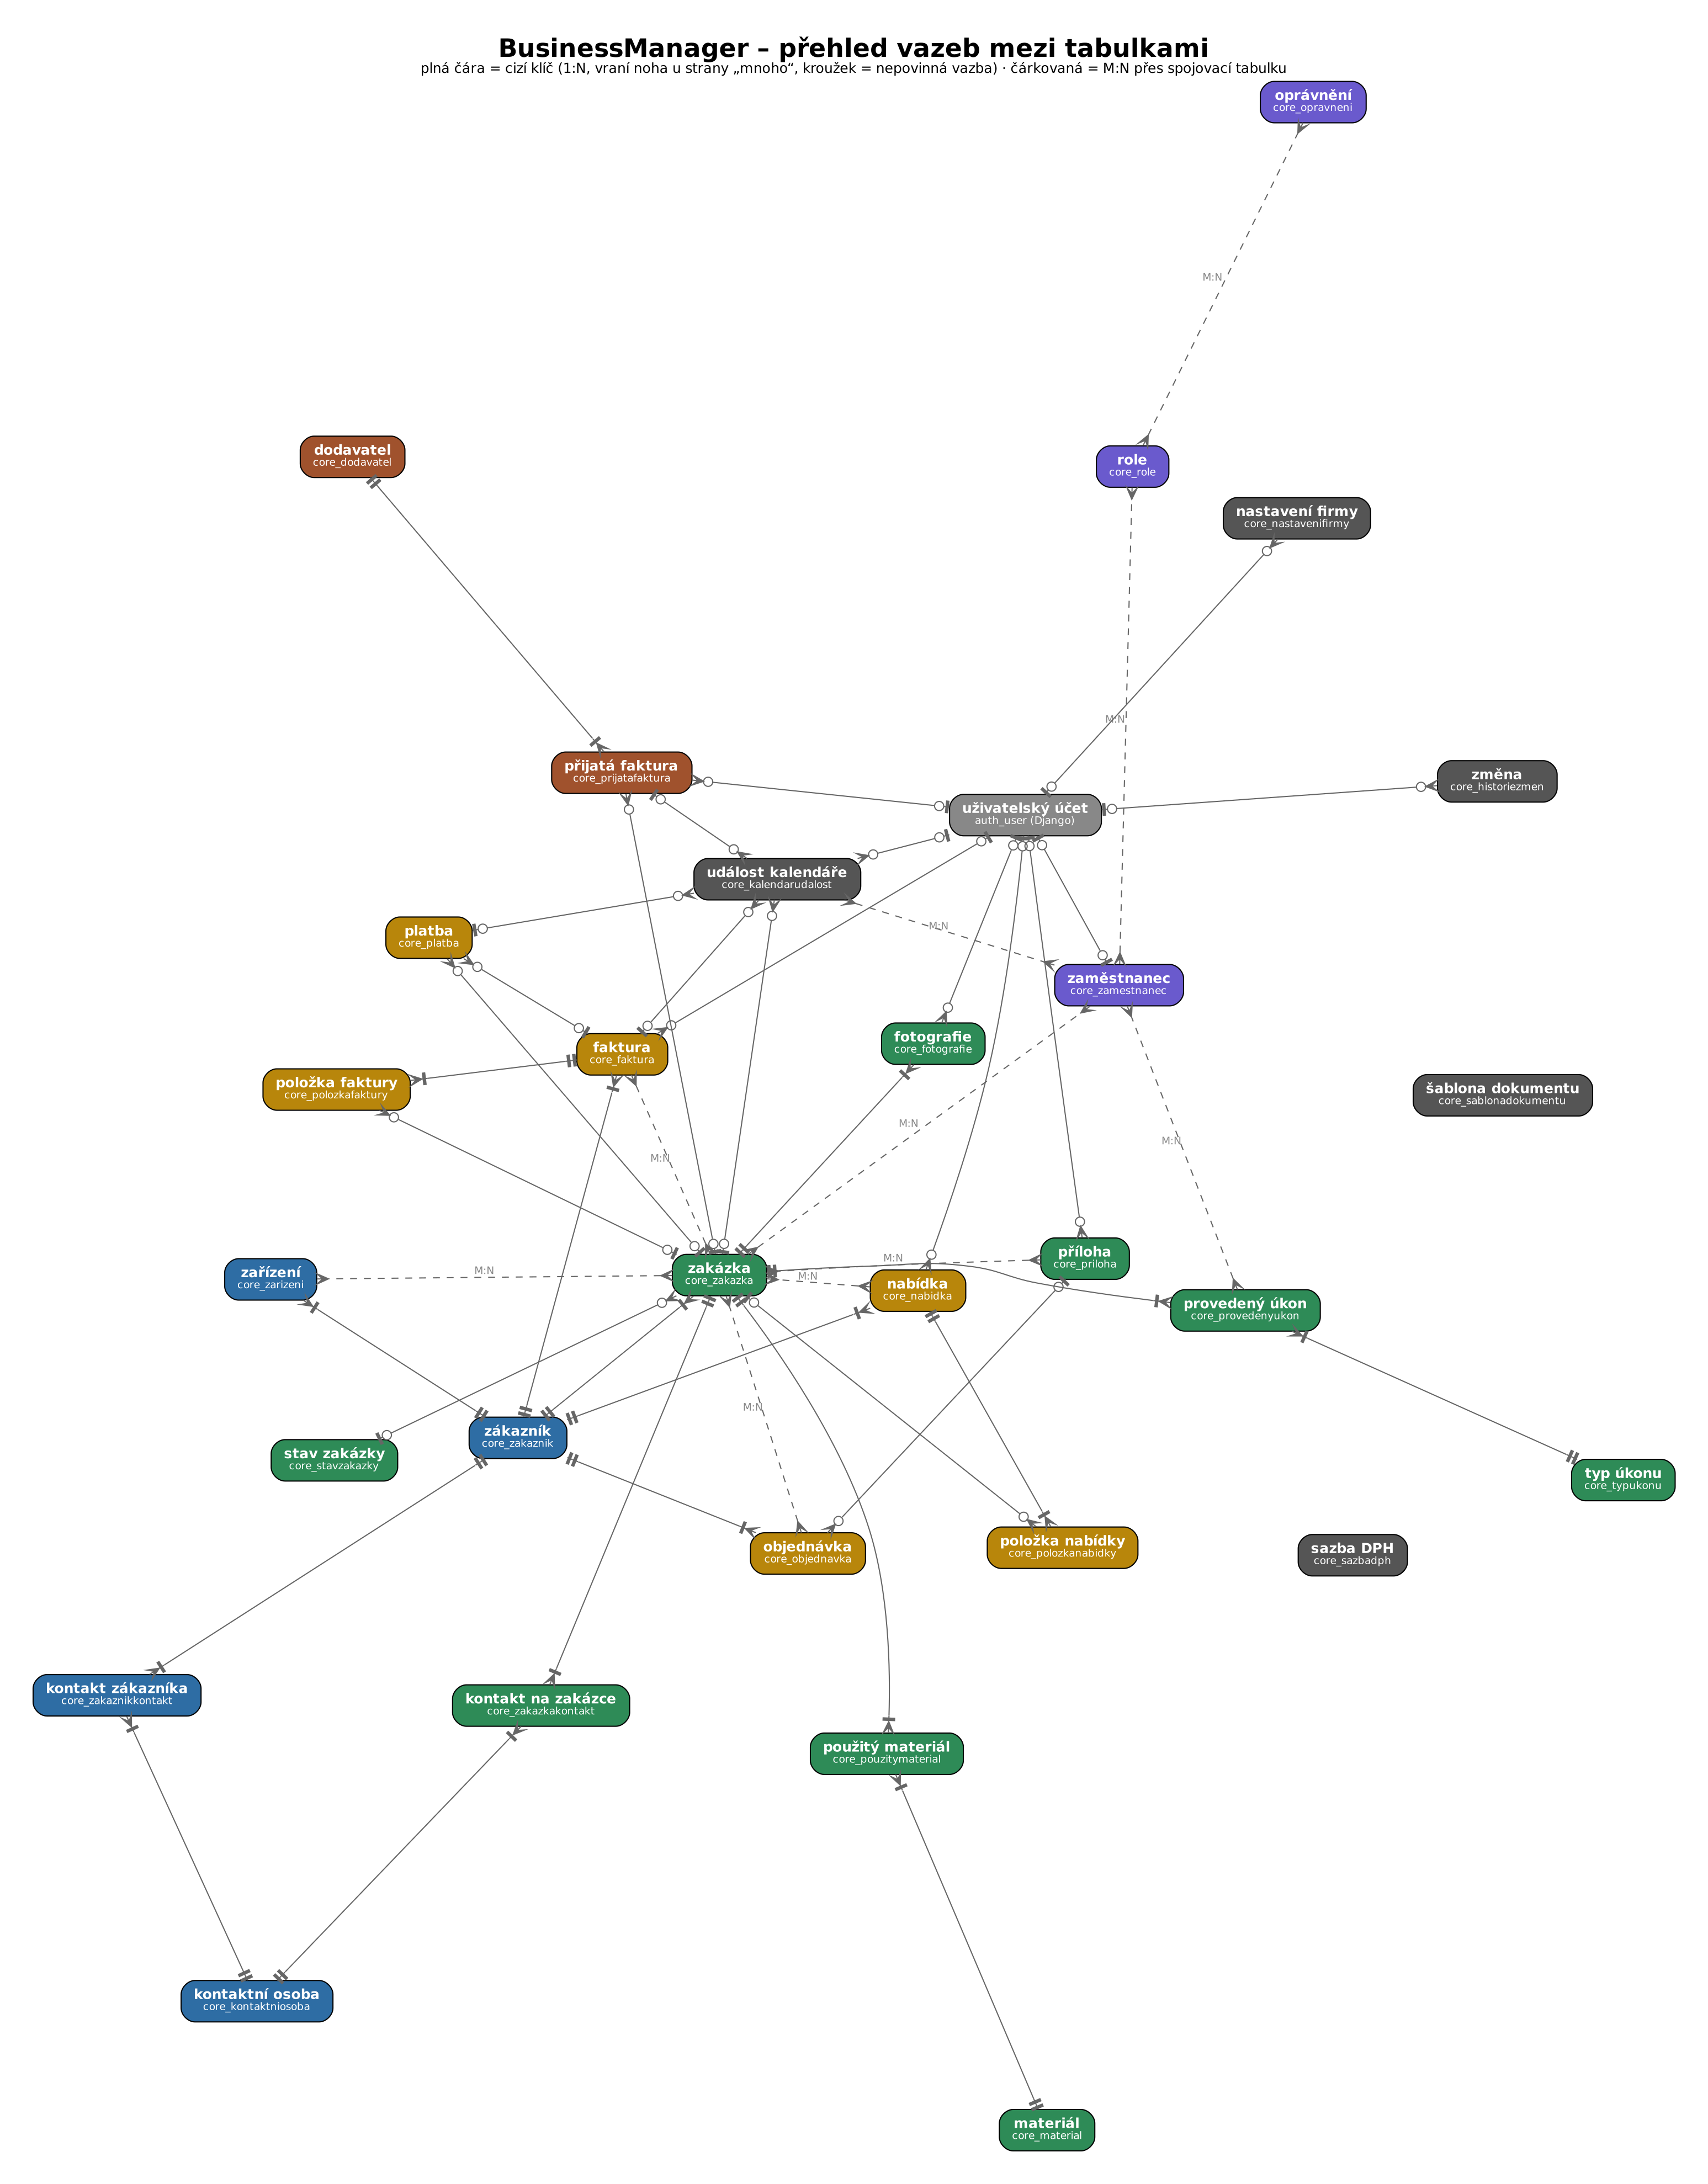 BusinessManager – přehled vazeb mezi tabulkami
plná čára = cizí klíč (1:N, vraní noha u strany „mnoho“, kroužek = nepovinná vazba) · čárkovaná = M:N přes spojovací tabulku
oprávnění
core_opravneni
M:N
dodavatel
core_dodavatel
role
core_role
nastavení firmy
core_nastavenifirmy
M:N
přijatá faktura
core_prijatafaktura
změna
core_historiezmen
uživatelský účet
auth_user (Django)
událost kalendáře
core_kalendarudalost
platba
core_platba
M:N
zaměstnanec
core_zamestnanec
fotografie
core_fotografie
faktura
core_faktura
položka faktury
core_polozkafaktury
šablona dokumentu
core_sablonadokumentu
M:N
M:N
M:N
příloha
core_priloha
zařízení
core_zarizeni
M:N
zakázka
core_zakazka
M:N
M:N
nabídka
core_nabidka
provedený úkon
core_provedenyukon
M:N
zákazník
core_zakaznik
stav zakázky
core_stavzakazky
typ úkonu
core_typukonu
objednávka
core_objednavka
položka nabídky
core_polozkanabidky
sazba DPH
core_sazbadph
kontakt zákazníka
core_zakaznikkontakt
kontakt na zakázce
core_zakazkakontakt
použitý materiál
core_pouzitymaterial
kontaktní osoba
core_kontaktniosoba
materiál
core_material